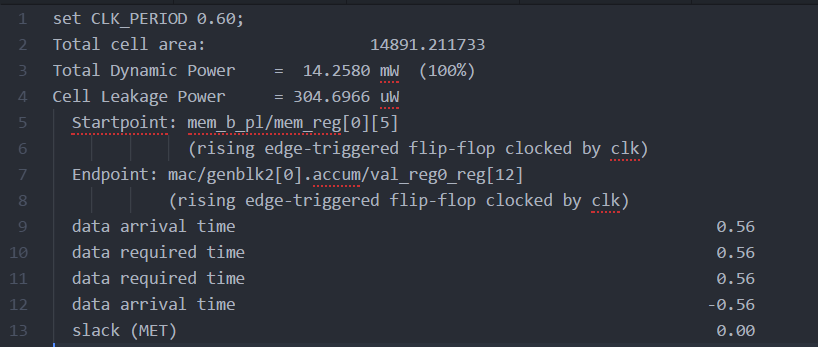 1 set CLK_PERIOD 0.60;
2 Total cell area: 14891.211733
3 Total Dynamic Power = 14.2580 mW (100%)
4 Cell Leakage Power = 304.6966 uW
5 Startpoint: mem_b_pl/mem_reg[0][5]
6 (rising edge-triggered flip-flop clocked by clk)
7 Endpoint: mac/genblk2[0].accum/val_reg0_reg[12]
8 (rising edge-triggered flip-flop clocked by clk)
9 data arrival time 0.56
10 data required time 0.56
11 data required time 0.56
12 data arrival time -0.56
13 slack (MET) 0.00